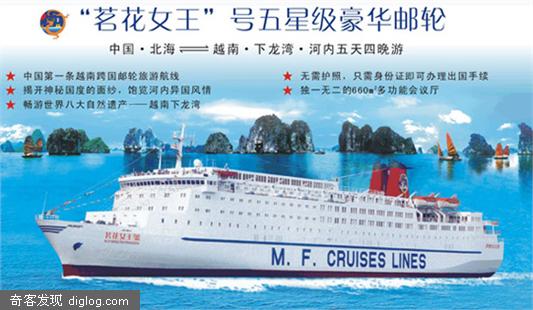 “茗花女王”号五星级豪华邮轮
中国·北海⇌越南·下龙湾·河内五天四晚游
★ 中国第一条越南跨国邮轮旅游航线
★ 揭开神秘国度的面纱，饱览河内异国风情
★ 畅游世界八大自然遗产——越南下龙湾
★ 无需护照，只需身份证即可办理出国手续
★ 独一无二的660m²多功能会议厅
茗花女王号
M. F. CRUISES LINES
奇客发现 diglog.com